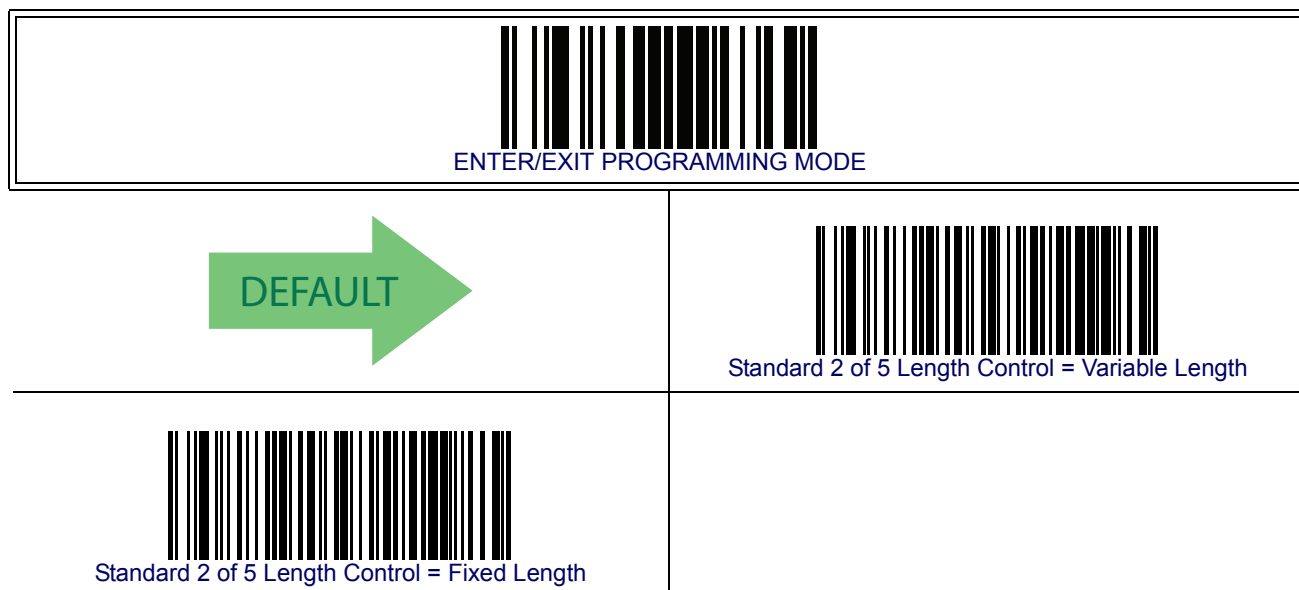 ENTER/EXIT PROGRAMMING MODE
DEFAULT
Standard 2 of 5 Length Control = Variable Length
Standard 2 of 5 Length Control = Fixed Length